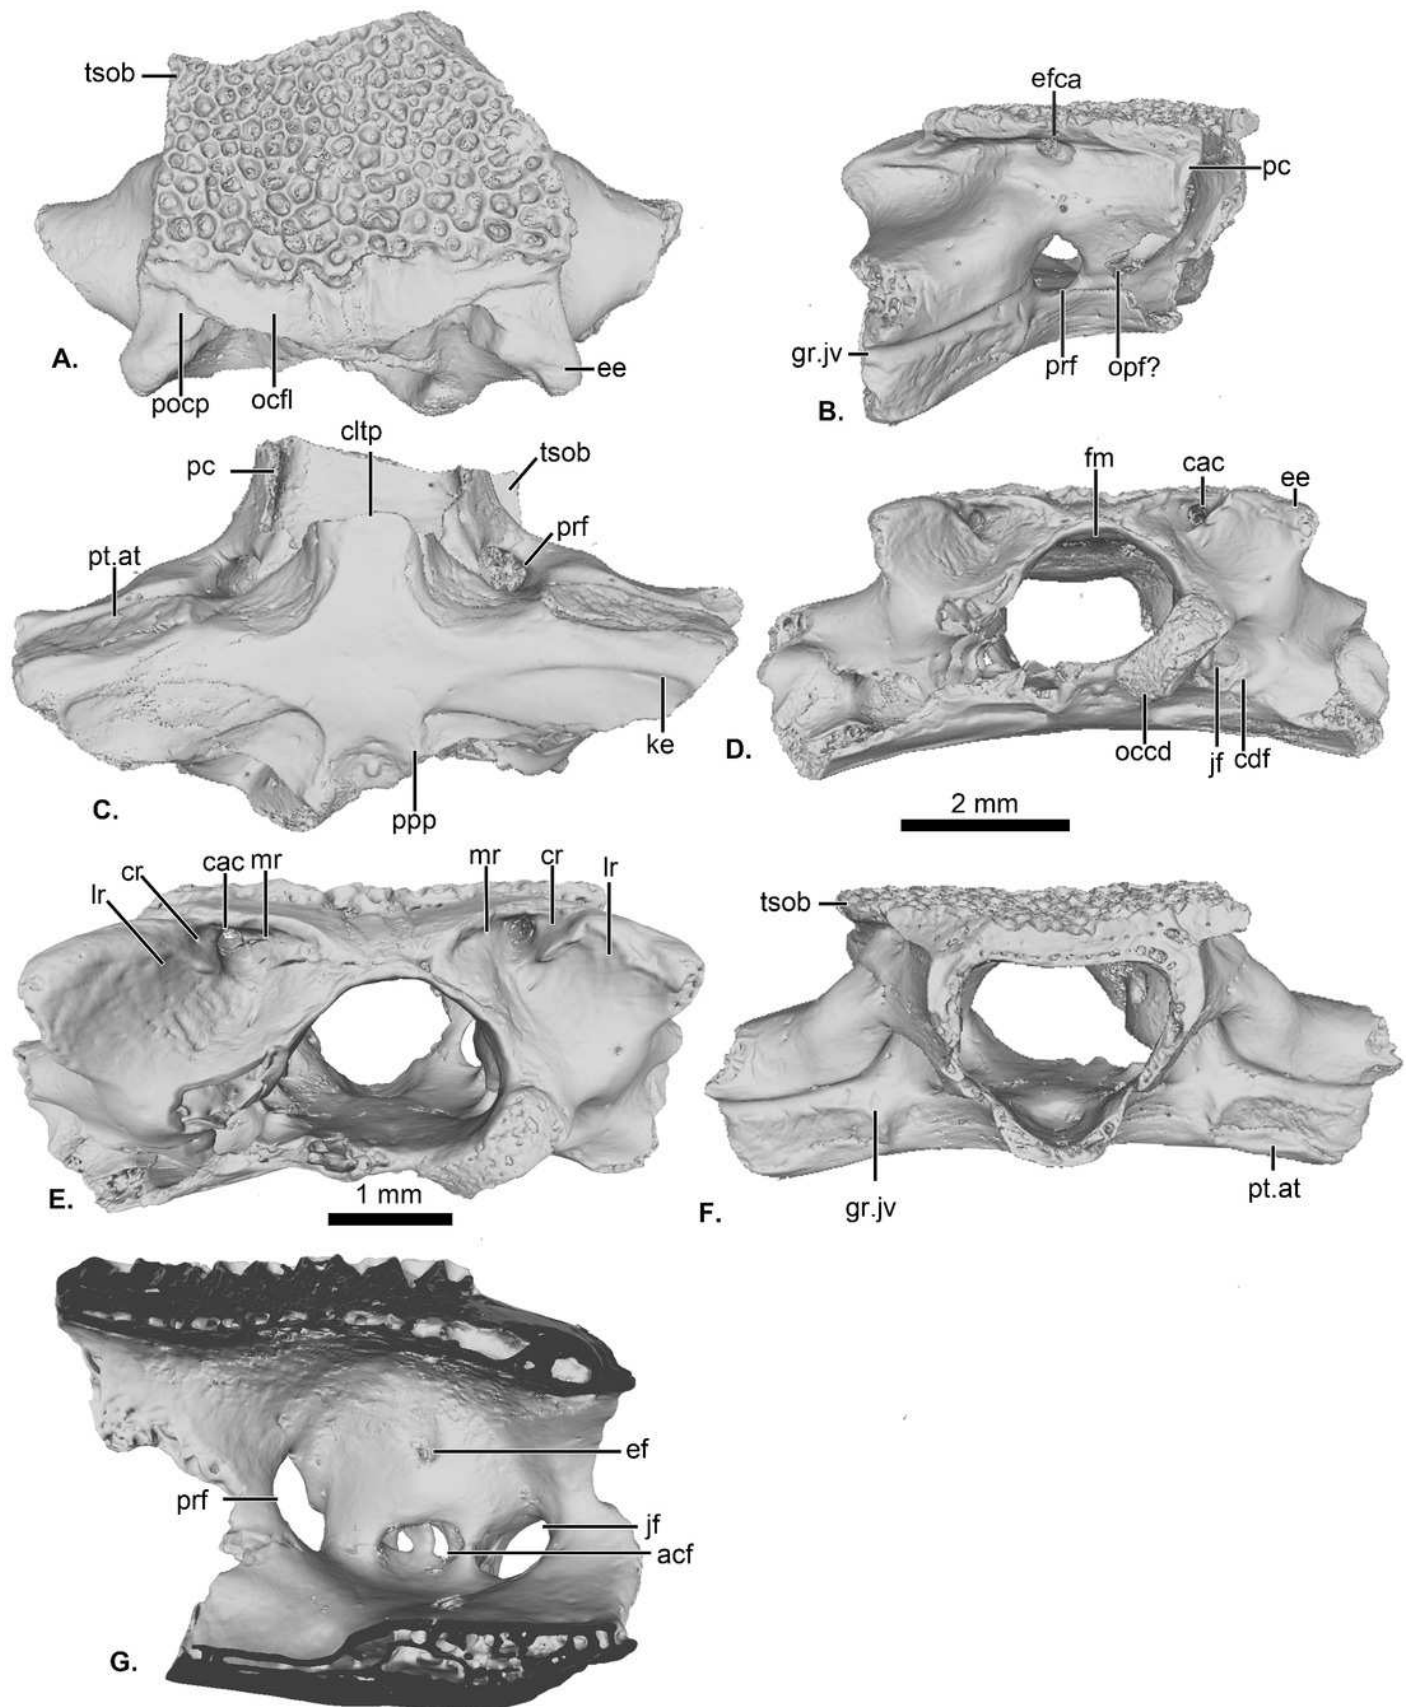 tsob
A.
pocp
ocfl
ee
efca
pc
gr.jv
prf
opf?
B.
cltp
pc
tsob
prf
pt.at
ke
C.
ppp
fm
cac
ee
D.
occd
jf
cdf
2 mm
cr
cac
mr
mr
cr
lr
lr
E.
1 mm
tsob
gr.jv
F.
pt.at
ef
prf
jf
acf
G.